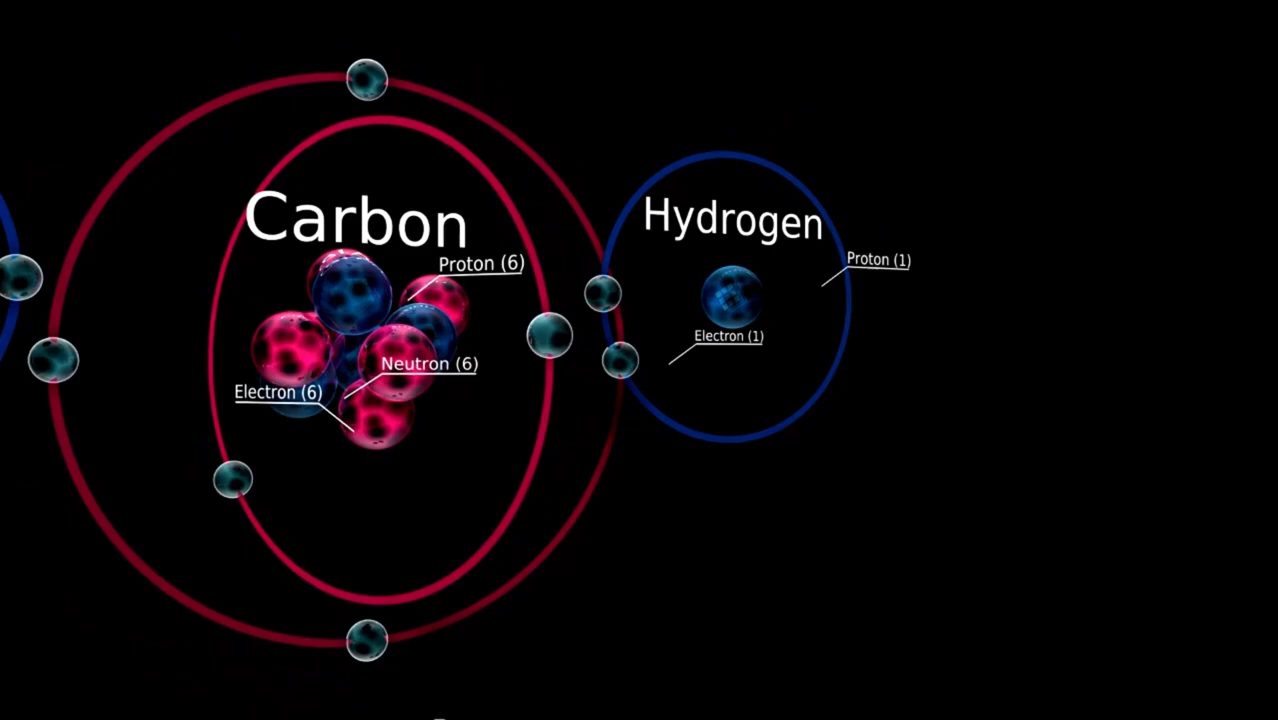 Carbon
Hydrogen
Proton (6)
Proton (1)
Electron (1)
Neutron (6)
Electron (6)